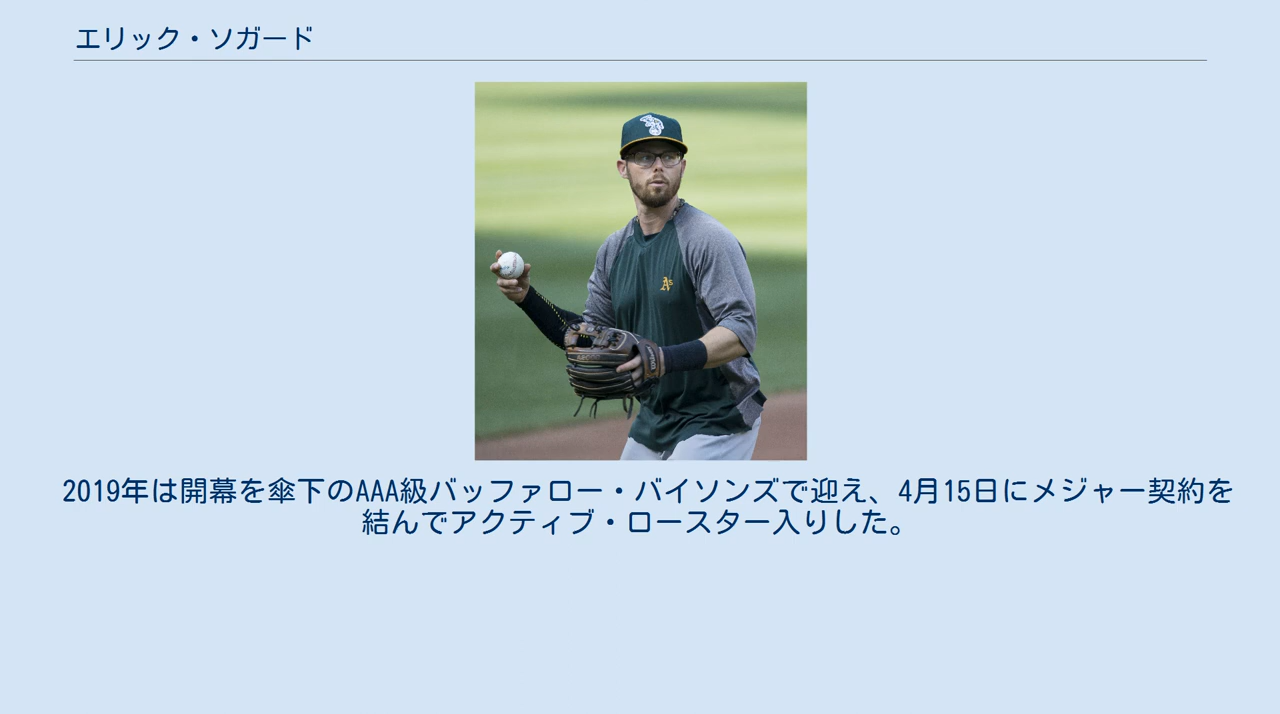 エリック・ソガード
A's
2019年は開幕を傘下のAAA級バッファロー・バイソンズで迎え、4月15日にメジャー契約を
結んでアクティブ・ロースター入りした。